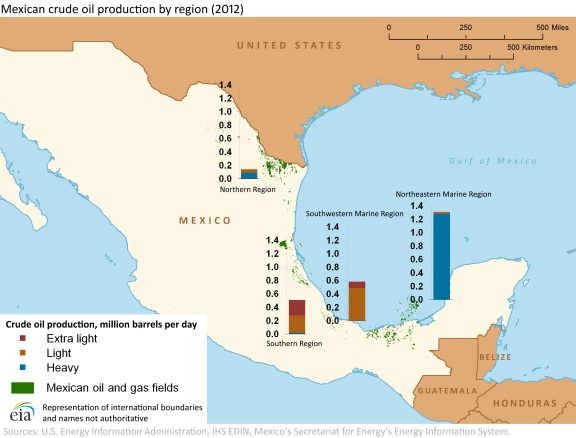 Mexican crude oil production by region (2012)
0 250 500 Miles
0 250 500 Kilometers
UNITED STATES
1.4
1.2
1.0
0.8
0.6
0.4
0.2
0.0
Northern Region
Gulf of Mexico
MEXICO
Northeastern Marine Region
1.4
1.2
1.0
0.8
0.6
0.4
0.2
0.0
Southwestern Marine Region
1.4
1.2
1.0
0.8
0.6
0.4
0.2
0.0
1.4
1.2
1.0
0.8
0.6
0.4
0.2
0.0
Southern Region
BELIZE
GUATEMALA
HONDURAS
Crude oil production, million barrels per day
Extra light
Light
Heavy
Mexican oil and gas fields
eia
Representation of international boundaries
and names not authoritative
Sources: U.S. Energy Information Administration, IHS EDIN, Mexico's Secretariat for Energy's Energy Information System.